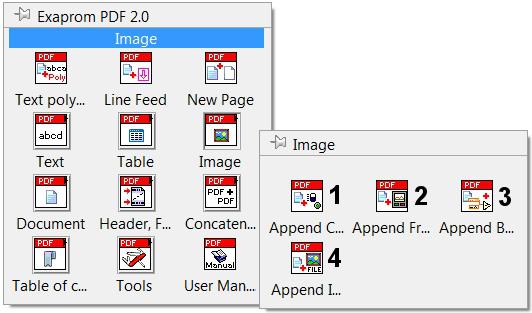 Exaprom PDF 2.0
Image
PDF PDF PDF
abca
Poly
Text poly... Line Feed New Page
PDF PDF PDF
abcd
Text Table Image
PDF PDF PDF
PDF +
PDF
Document Header, F... Concaten...
PDF PDF PDF
Manual
Table of c... Tools User Man...
Image
PDF 1 PDF 2 PDF 3
Append C... Append Fr... Append B...
PDF 4
FILE
Append I...